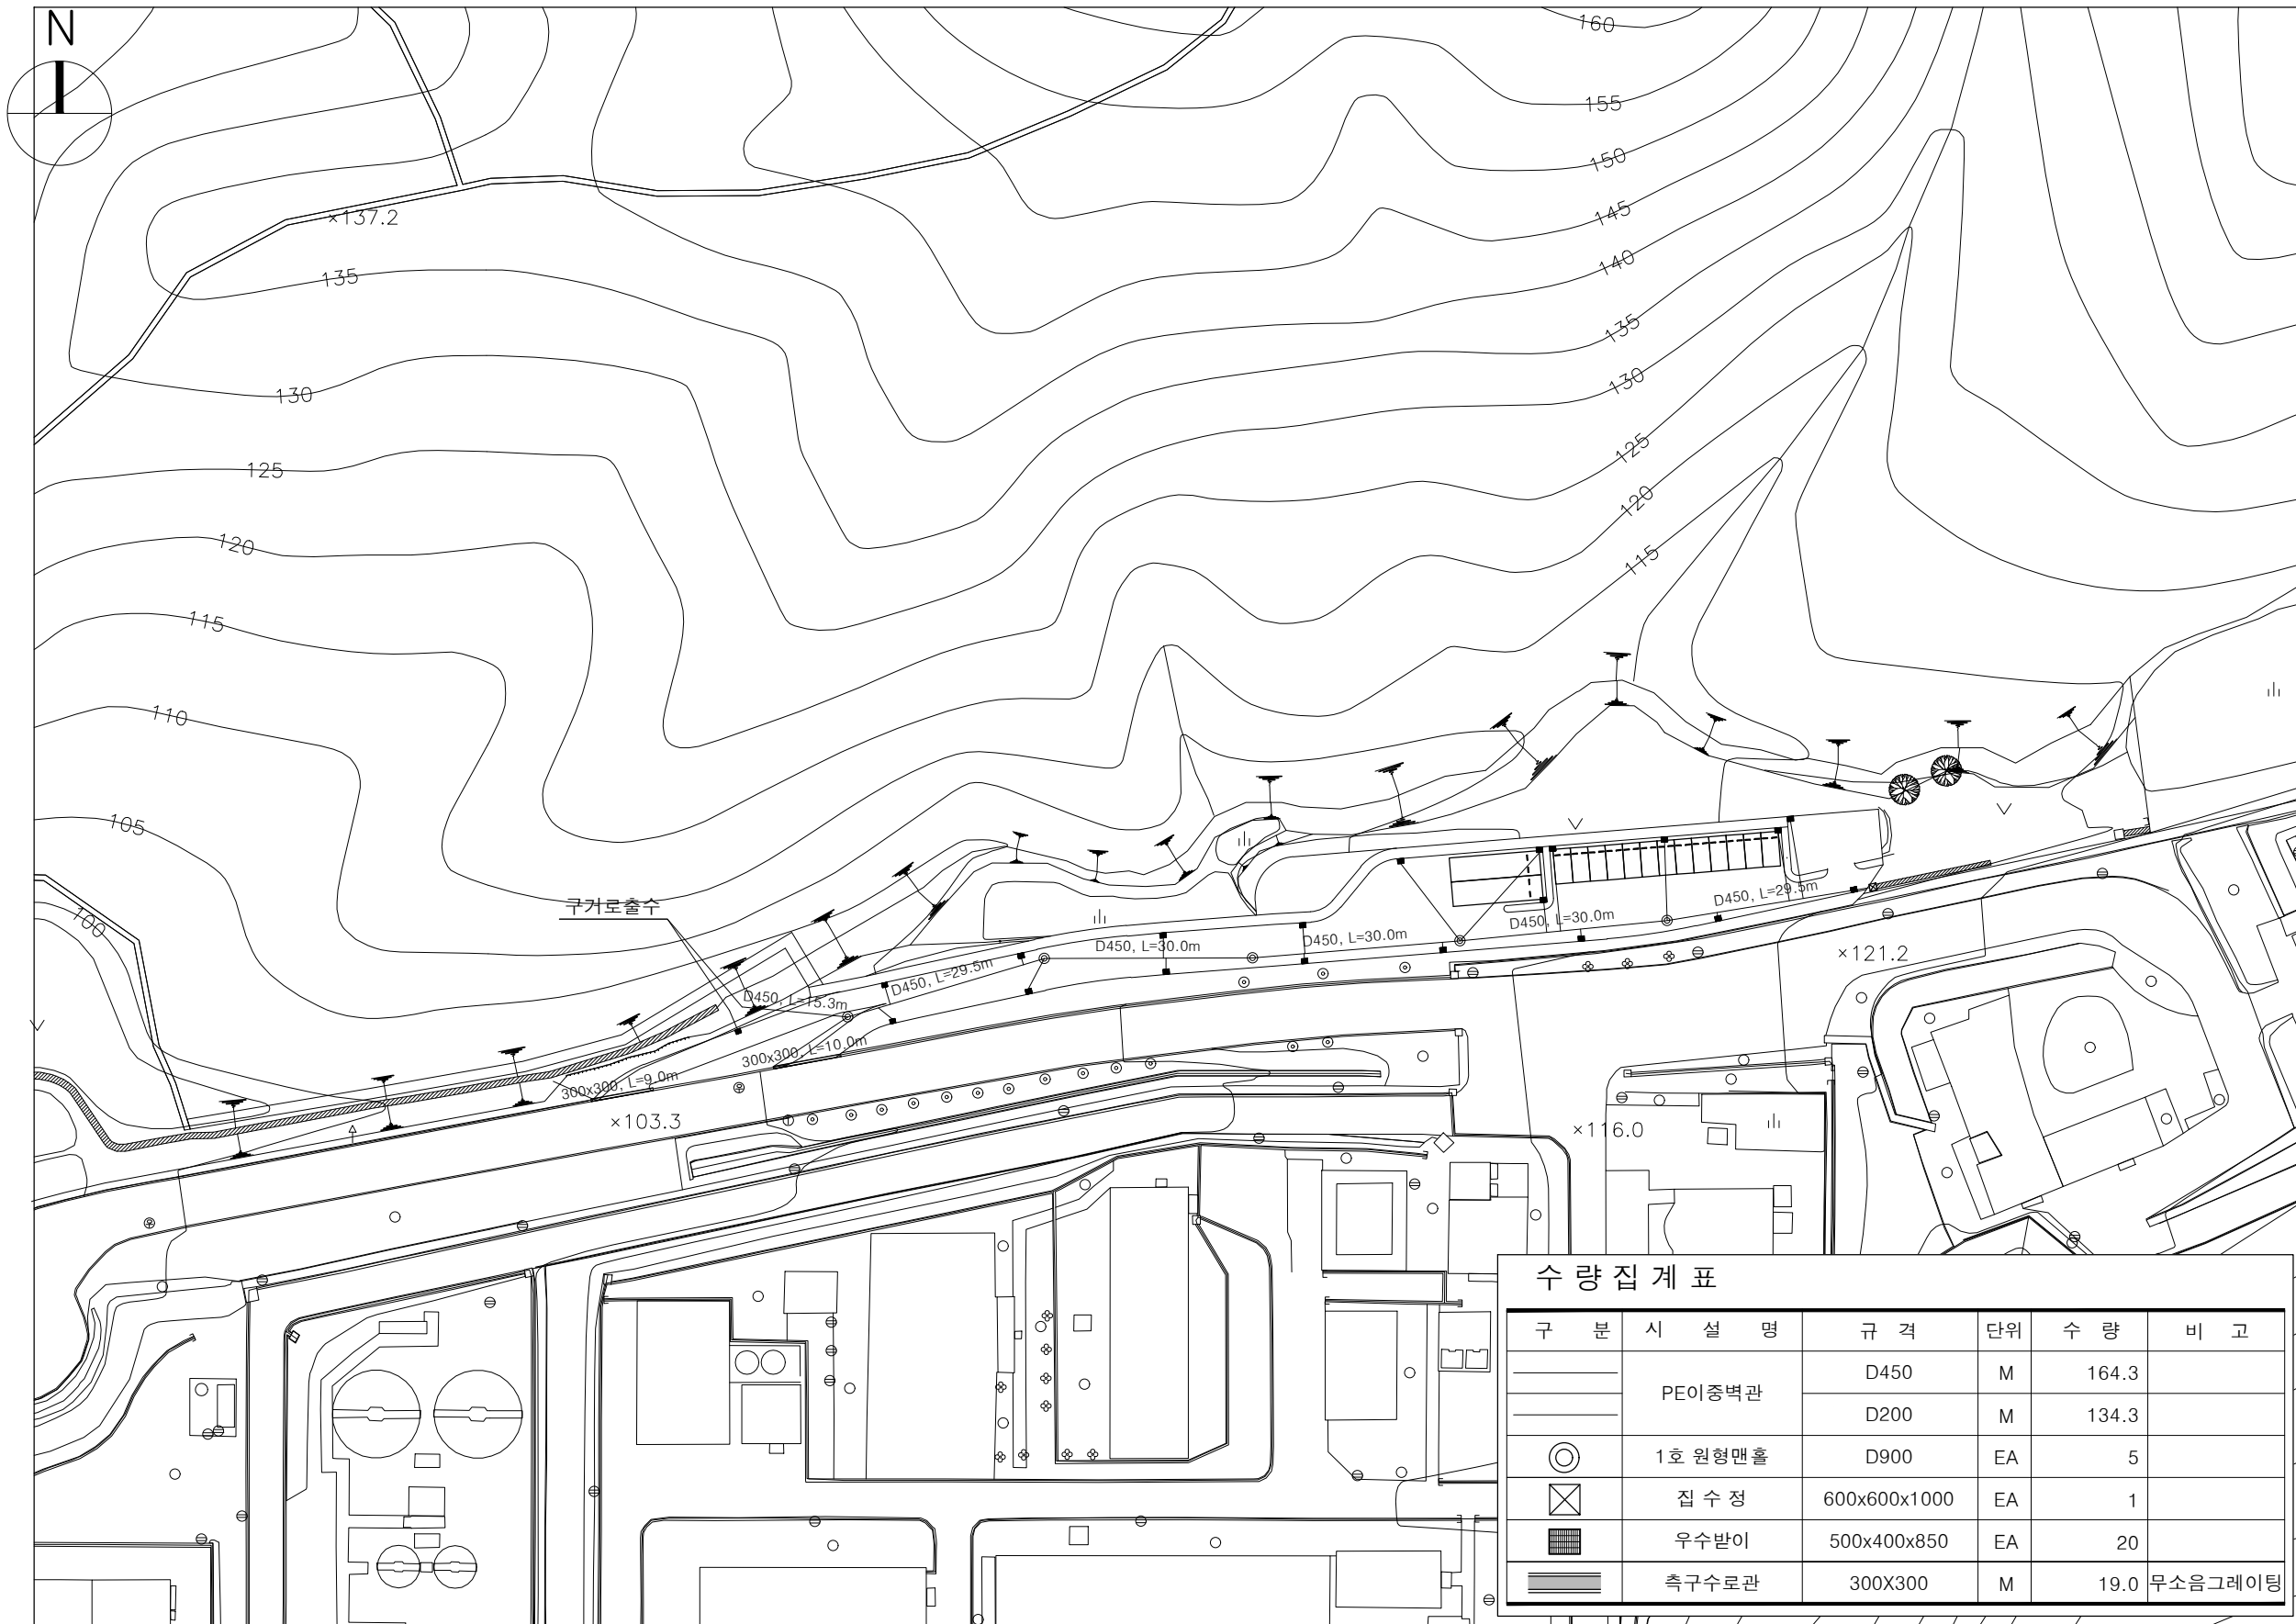 N
160
155
150
145
×137.2
140
135
135
130
130
125
125
120
120
115
115
110
105
100
구거로출수
D450, L=15.3m
D450, L=29.5m
D450, L=30.0m
D450, L=30.0m
D450, L=30.0m
D450, L=29.5m
300x300, L=10.0m
300x300, L=9.0m
×103.3
×121.2
×116.0
수 량 집 계 표
구 분 시 설 명 규 격 단위 수 량 비 고
PE이중벽관 D450 M 164.3
D200 M 134.3
1호 원형맨홀 D900 EA 5
집 수 정 600x600x1000 EA 1
우수받이 500x400x850 EA 20
측구수로관 300X300 M 19.0 무소음그레이팅